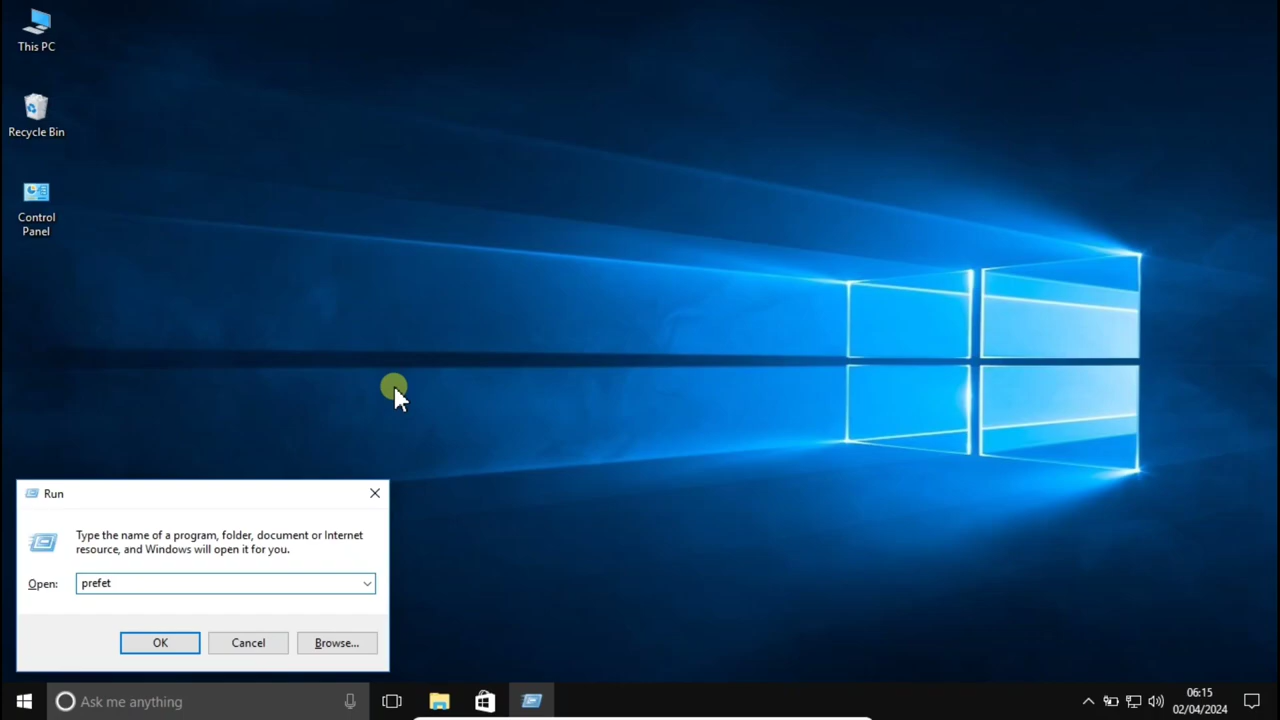 This PC
Recycle Bin
Control
Panel
Run
Type the name of a program, folder, document or Internet
resource, and Windows will open it for you.
Open:
prefet
OK
Cancel
Browse...
Ask me anything
06:15
02/04/2024